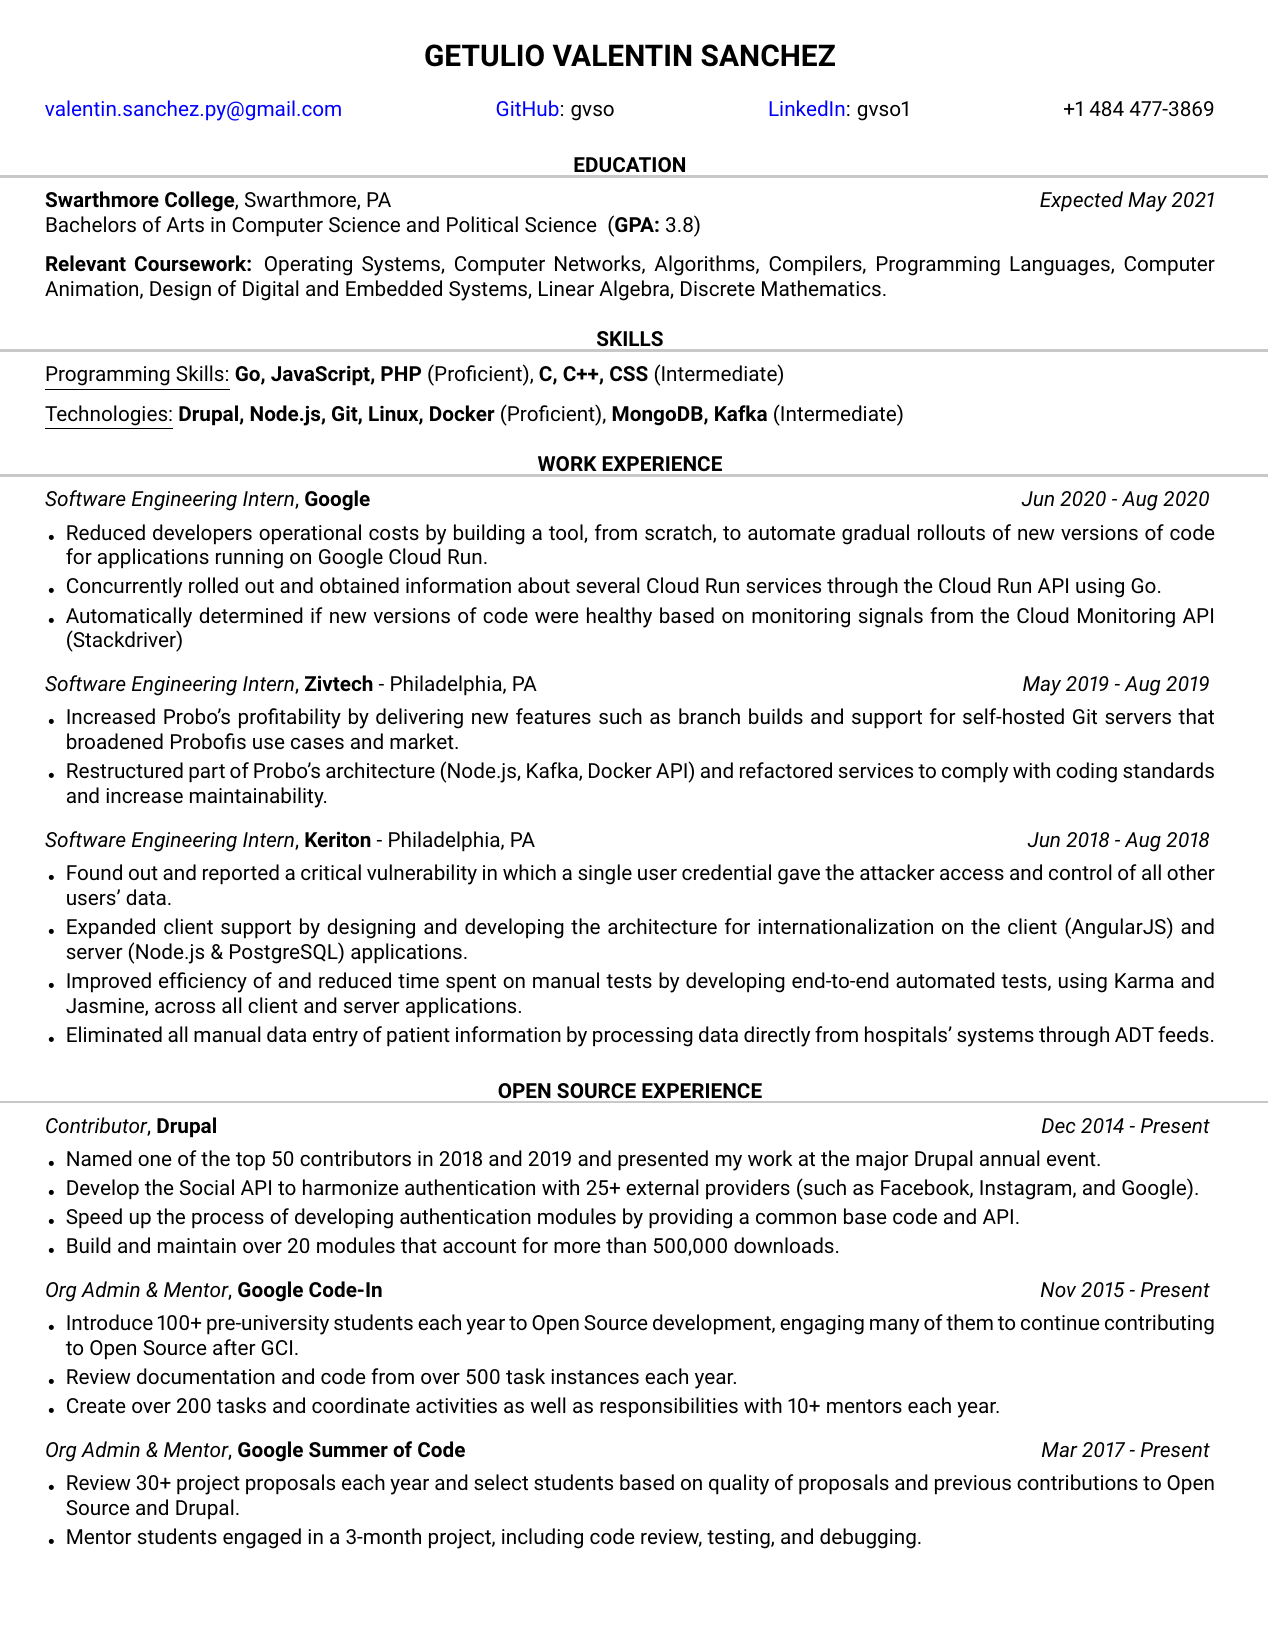 GETULIO VALENTIN SANCHEZ
valentin.sanchez.py@gmail.com GitHub: gvso LinkedIn: gvso1 +1 484 477-3869
EDUCATION
Swarthmore College, Swarthmore, PA Expected May 2021
Bachelors of Arts in Computer Science and Political Science (GPA: 3.8)
Relevant Coursework: Operating Systems, Computer Networks, Algorithms, Compilers, Programming Languages, Computer
Animation, Design of Digital and Embedded Systems, Linear Algebra, Discrete Mathematics.
SKILLS
Programming Skills: Go, JavaScript, PHP (Proficient), C, C++, CSS (Intermediate)
Technologies: Drupal, Node.js, Git, Linux, Docker (Proficient), MongoDB, Kafka (Intermediate)
WORK EXPERIENCE
Software Engineering Intern, Google Jun 2020 - Aug 2020
• Reduced developers operational costs by building a tool, from scratch, to automate gradual rollouts of new versions of code
for applications running on Google Cloud Run.
• Concurrently rolled out and obtained information about several Cloud Run services through the Cloud Run API using Go.
• Automatically determined if new versions of code were healthy based on monitoring signals from the Cloud Monitoring API
(Stackdriver)
Software Engineering Intern, Zivtech - Philadelphia, PA May 2019 - Aug 2019
• Increased Probo’s profitability by delivering new features such as branch builds and support for self-hosted Git servers that
broadened Probofis use cases and market.
• Restructured part of Probo’s architecture (Node.js, Kafka, Docker API) and refactored services to comply with coding standards
and increase maintainability.
Software Engineering Intern, Keriton - Philadelphia, PA Jun 2018 - Aug 2018
• Found out and reported a critical vulnerability in which a single user credential gave the attacker access and control of all other
users’ data.
• Expanded client support by designing and developing the architecture for internationalization on the client (AngularJS) and
server (Node.js & PostgreSQL) applications.
• Improved efficiency of and reduced time spent on manual tests by developing end-to-end automated tests, using Karma and
Jasmine, across all client and server applications.
• Eliminated all manual data entry of patient information by processing data directly from hospitals’ systems through ADT feeds.
OPEN SOURCE EXPERIENCE
Contributor, Drupal Dec 2014 - Present
• Named one of the top 50 contributors in 2018 and 2019 and presented my work at the major Drupal annual event.
• Develop the Social API to harmonize authentication with 25+ external providers (such as Facebook, Instagram, and Google).
• Speed up the process of developing authentication modules by providing a common base code and API.
• Build and maintain over 20 modules that account for more than 500,000 downloads.
Org Admin & Mentor, Google Code-In Nov 2015 - Present
• Introduce 100+ pre-university students each year to Open Source development, engaging many of them to continue contributing
to Open Source after GCI.
• Review documentation and code from over 500 task instances each year.
• Create over 200 tasks and coordinate activities as well as responsibilities with 10+ mentors each year.
Org Admin & Mentor, Google Summer of Code Mar 2017 - Present
• Review 30+ project proposals each year and select students based on quality of proposals and previous contributions to Open
Source and Drupal.
• Mentor students engaged in a 3-month project, including code review, testing, and debugging.